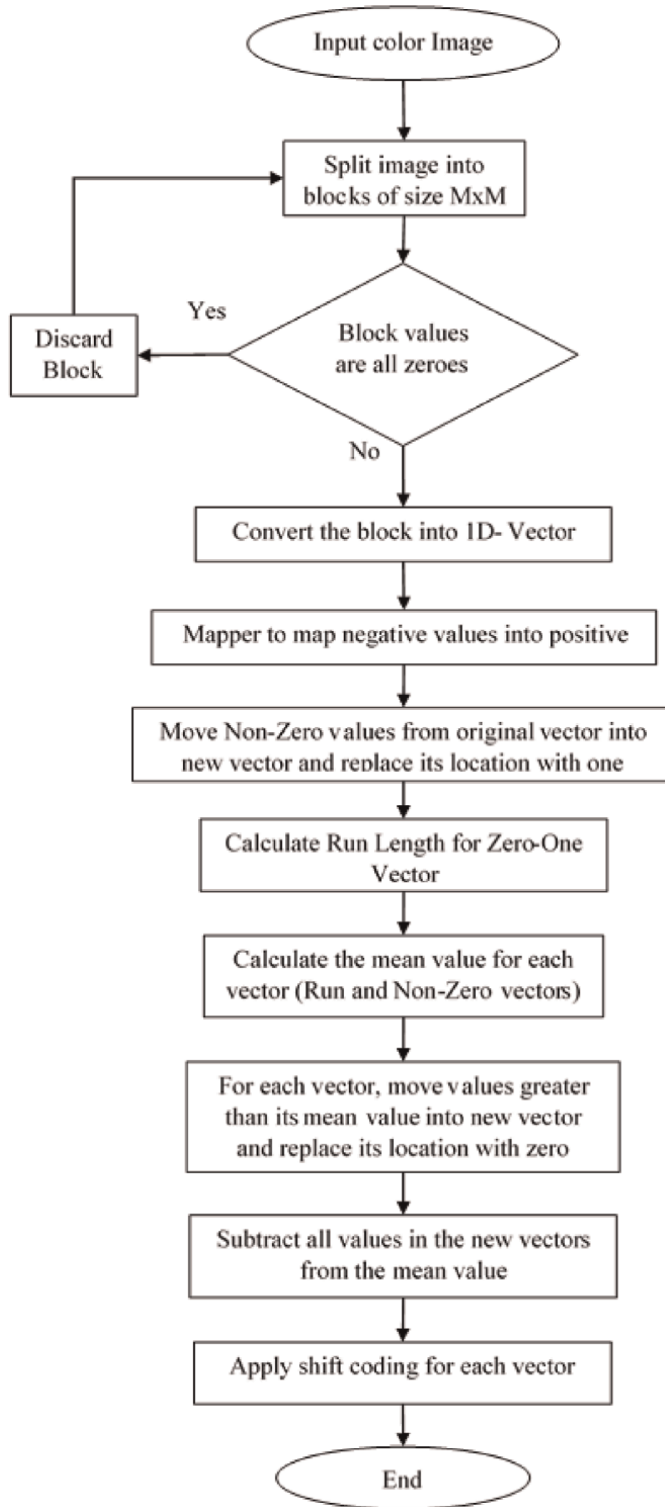 Input color Image
Split image into
blocks of size MxM
Yes
Discard
Block
Block values
are all zeroes
No
Convert the block into 1D- Vector
Mapper to map negative values into positive
Move Non-Zero values from original vector into
new vector and replace its location with one
Calculate Run Length for Zero-One
Vector
Calculate the mean value for each
vector (Run and Non-Zero vectors)
For each vector, move values greater
than its mean value into new vector
and replace its location with zero
Subtract all values in the new vectors
from the mean value
Apply shift coding for each vector
End